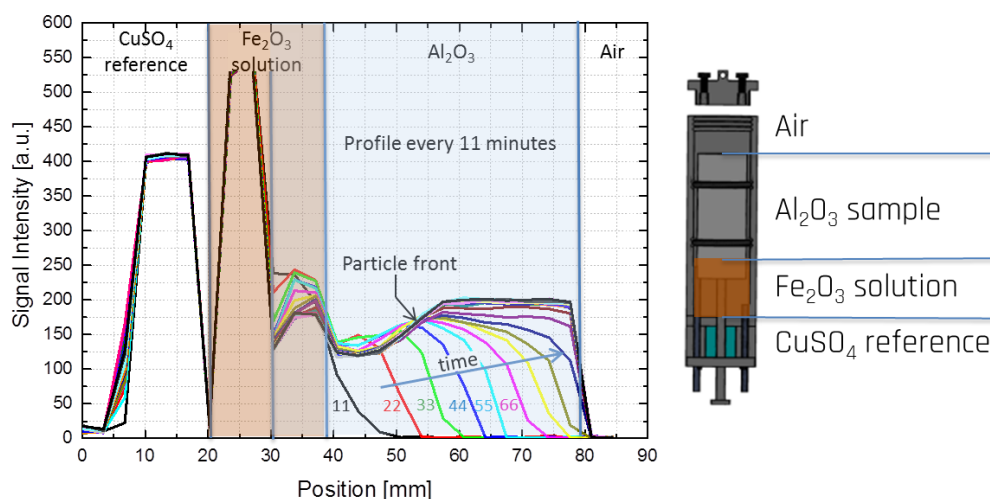 CuSO₄
reference
Fe₂O₃
solution
Al₂O₃
Air
Profile every 11 minutes
Particle front
time
11
22
33
44
55
66
Signal Intensity [a.u.]
600
550
500
450
400
350
300
250
200
150
100
50
0
0 10 20 30 40 50 60 70 80 90
Position [mm]
Air
Al₂O₃ sample
Fe₂O₃ solution
CuSO₄ reference